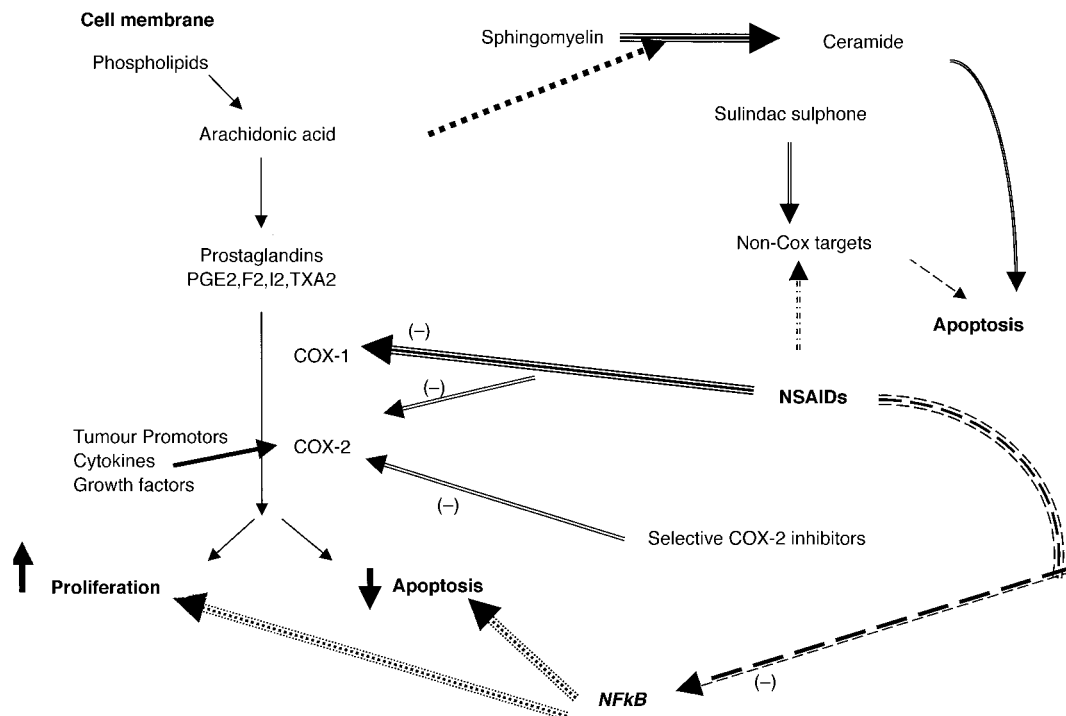 Cell membrane
Phospholipids
Arachidonic acid
Prostaglandins
PGE2,F2,I2,TXA2
Sphingomyelin
Ceramide
Sulindac sulphone
Non-Cox targets
Apoptosis
(–)
COX-1
(–)
NSAIDs
Tumour Promotors
Cytokines
Growth factors
COX-2
(–)
Selective COX-2 inhibitors
Proliferation
Apoptosis
(–)
NFkB